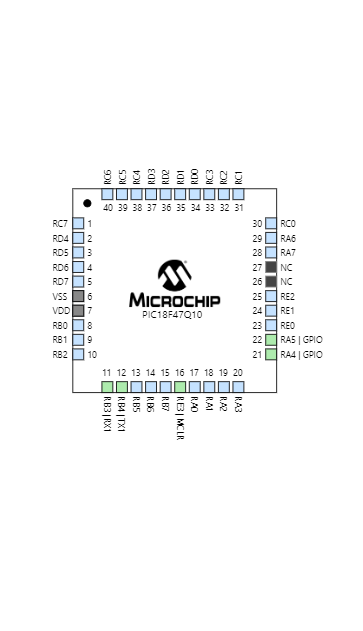 RC6 RC5 RC4 RD3 RD2 RD1 RD0 RC3 RC2 RC1
40 39 38 37 36 35 34 33 32 31
RC7 1 30 RC0
RD4 2 29 RA6
RD5 3 28 RA7
RD6 4 27 NC
RD7 5 26 NC
VSS 6 25 RE2
VDD 7 24 RE1
RB0 8 23 RE0
RB1 9 22 RA5 | GPIO
RB2 10 21 RA4 | GPIO
MICROCHIP
PIC18F47Q10
11 12 13 14 15 16 17 18 19 20
RB3 | RX1 RB4 | TX1 RB5 RB6 RB7 RE3 | MCLR RA0 RA1 RA2 RA3